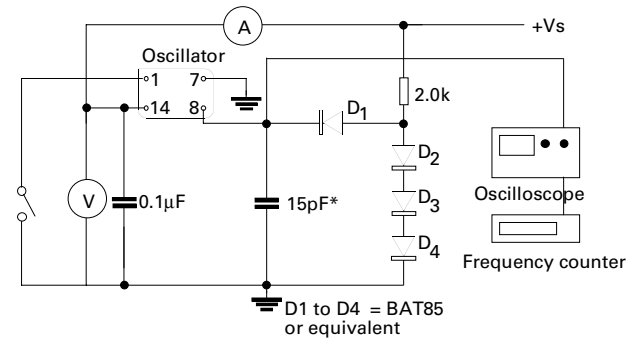 A
+Vs
Oscillator
1 7
14 8
2.0k
D1
D2
D3
D4
V
0.1µF
15pF*
Oscilloscope
Frequency counter
D1 to D4 = BAT85
or equivalent